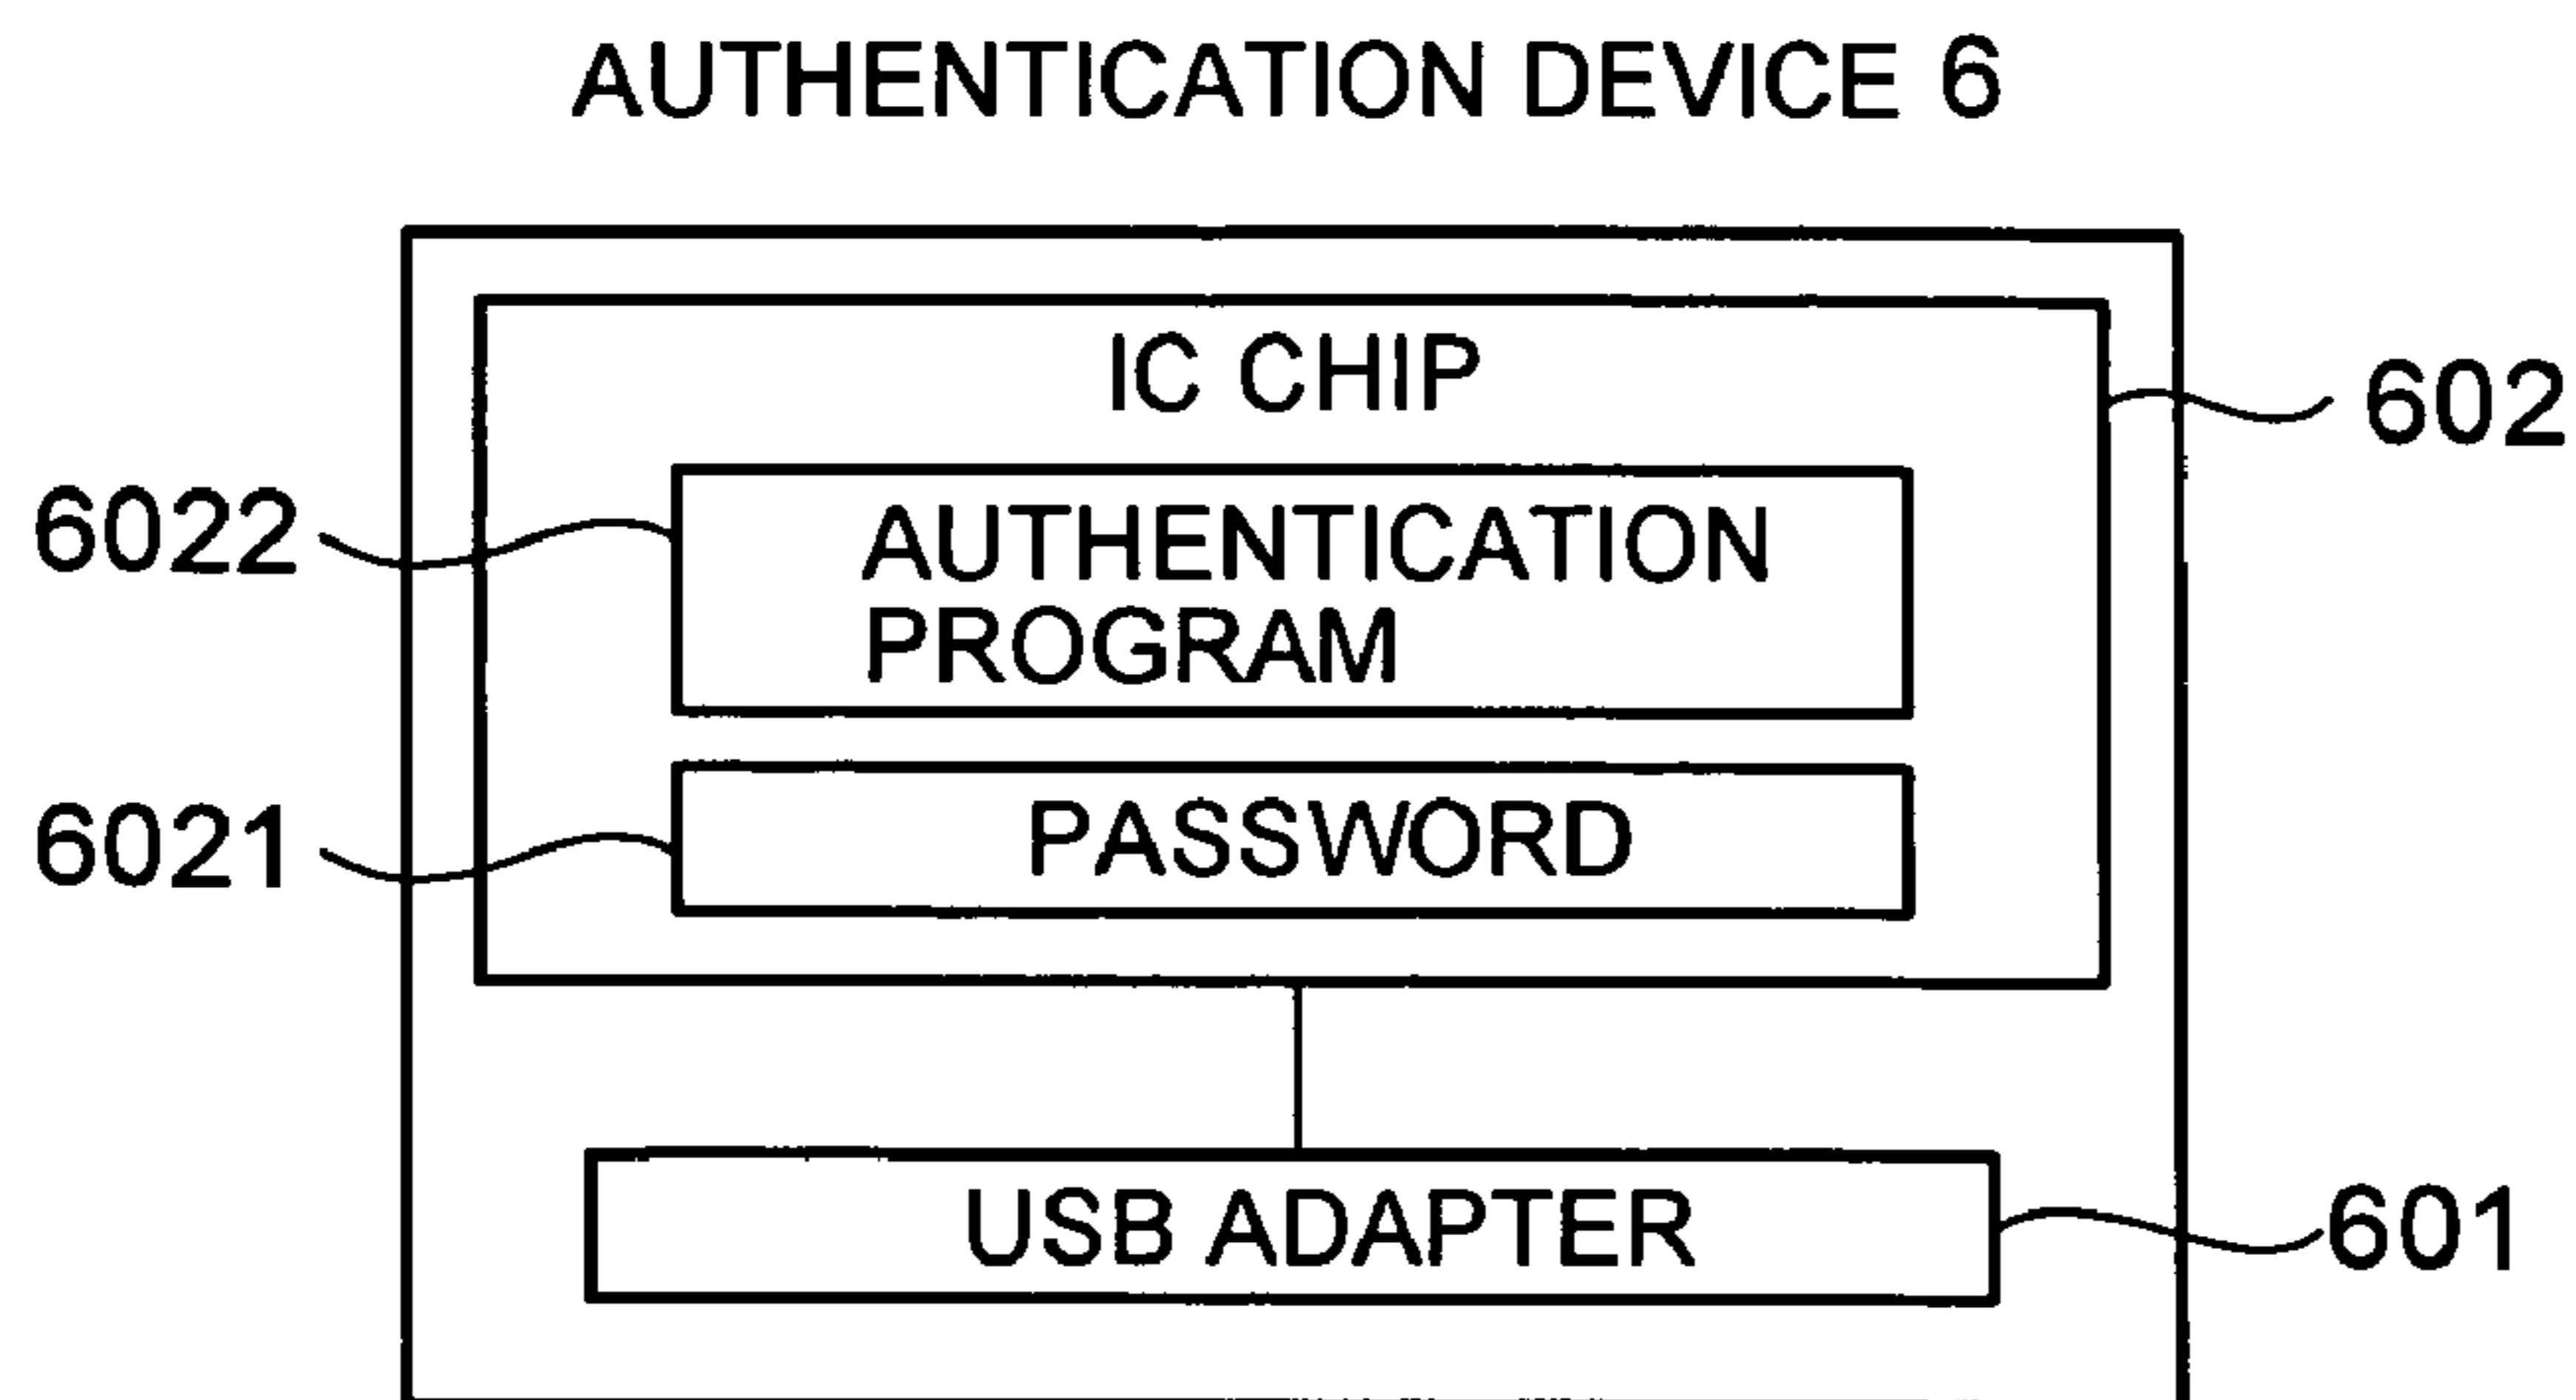 AUTHENTICATION DEVICE 6
IC CHIP
602
6022
AUTHENTICATION
PROGRAM
6021
PASSWORD
USB ADAPTER
601